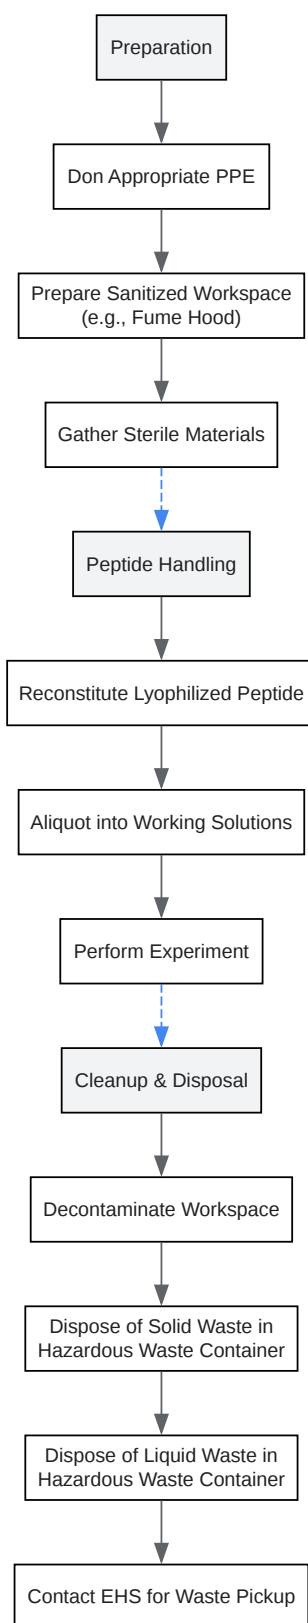 Preparation
Don Appropriate PPE
Prepare Sanitized Workspace
(e.g., Fume Hood)
Gather Sterile Materials
Peptide Handling
Reconstitute Lyophilized Peptide
Aliquot into Working Solutions
Perform Experiment
Cleanup & Disposal
Decontaminate Workspace
Dispose of Solid Waste in
Hazardous Waste Container
Dispose of Liquid Waste in
Hazardous Waste Container
Contact EHS for Waste Pickup